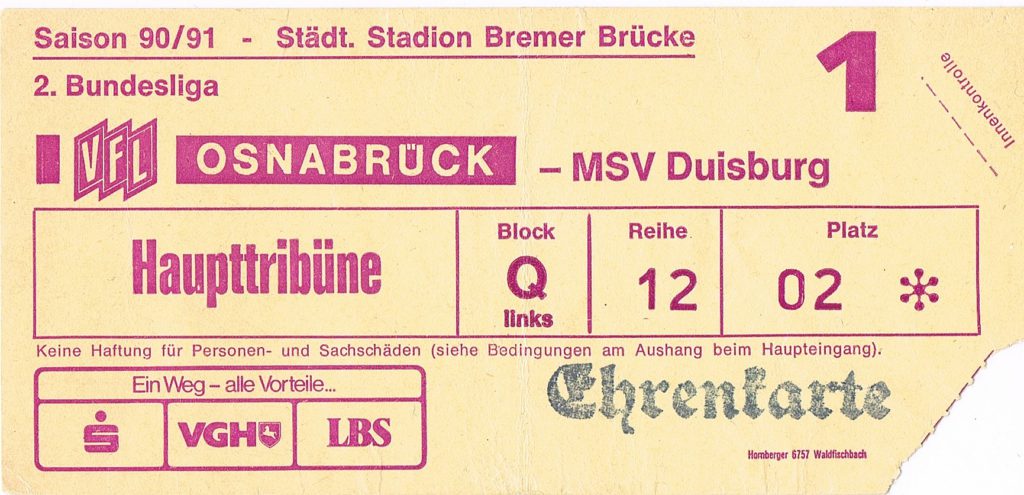 Saison 90/91 - Städt. Stadion Bremer Brücke
2. Bundesliga
1
Innenkontrolle
VFL OSNABRÜCK – MSV Duisburg
Haupttribüne
Block
Q
links
Reihe
12
Platz
02 *
Keine Haftung für Personen- und Sachschäden (siehe Bedingungen am Aushang beim Haupteingang).
Ein Weg – alle Vorteile...
S VGH LBS
Ehrenkarte
Homberger 6757 Waldfischbach